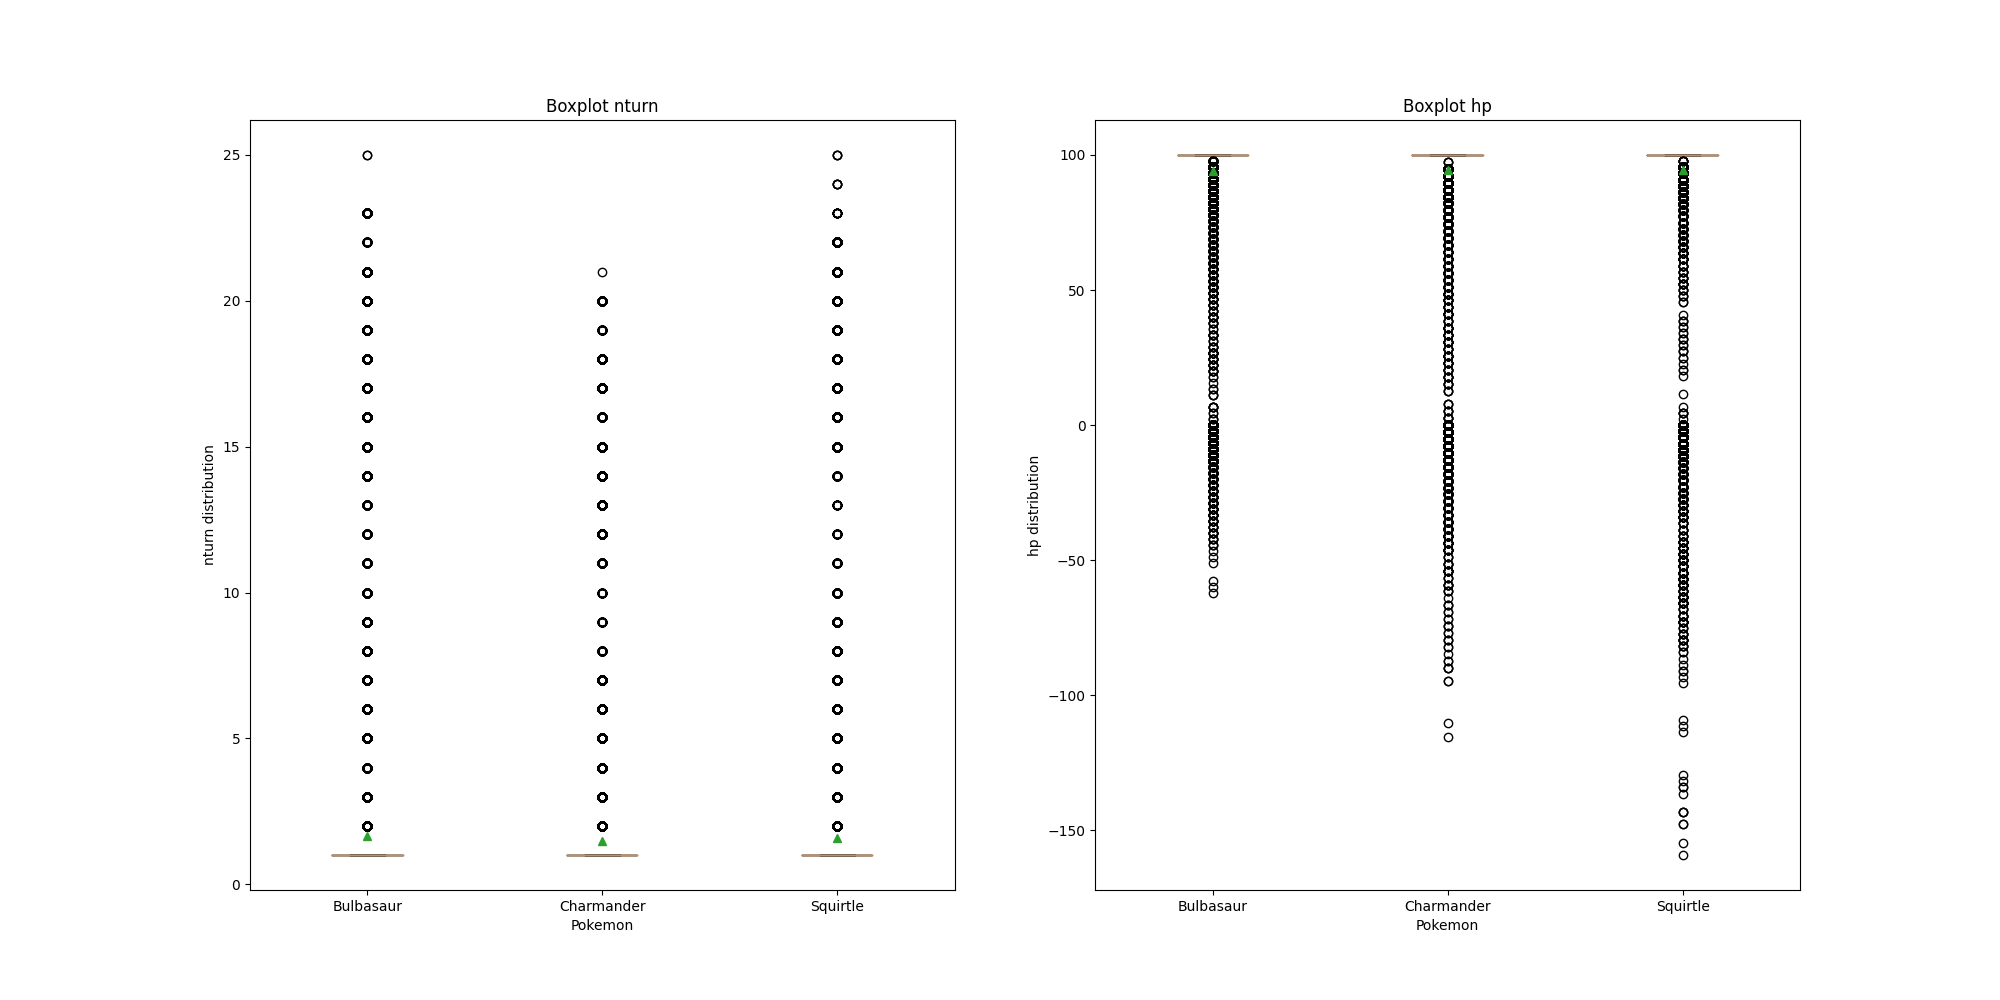 Boxplot nturn
25
20
15
10
5
0
nturn distribution
Bulbasaur Charmander Squirtle
Pokemon
Boxplot hp
100
50
0
−50
−100
−150
hp distribution
Bulbasaur Charmander Squirtle
Pokemon